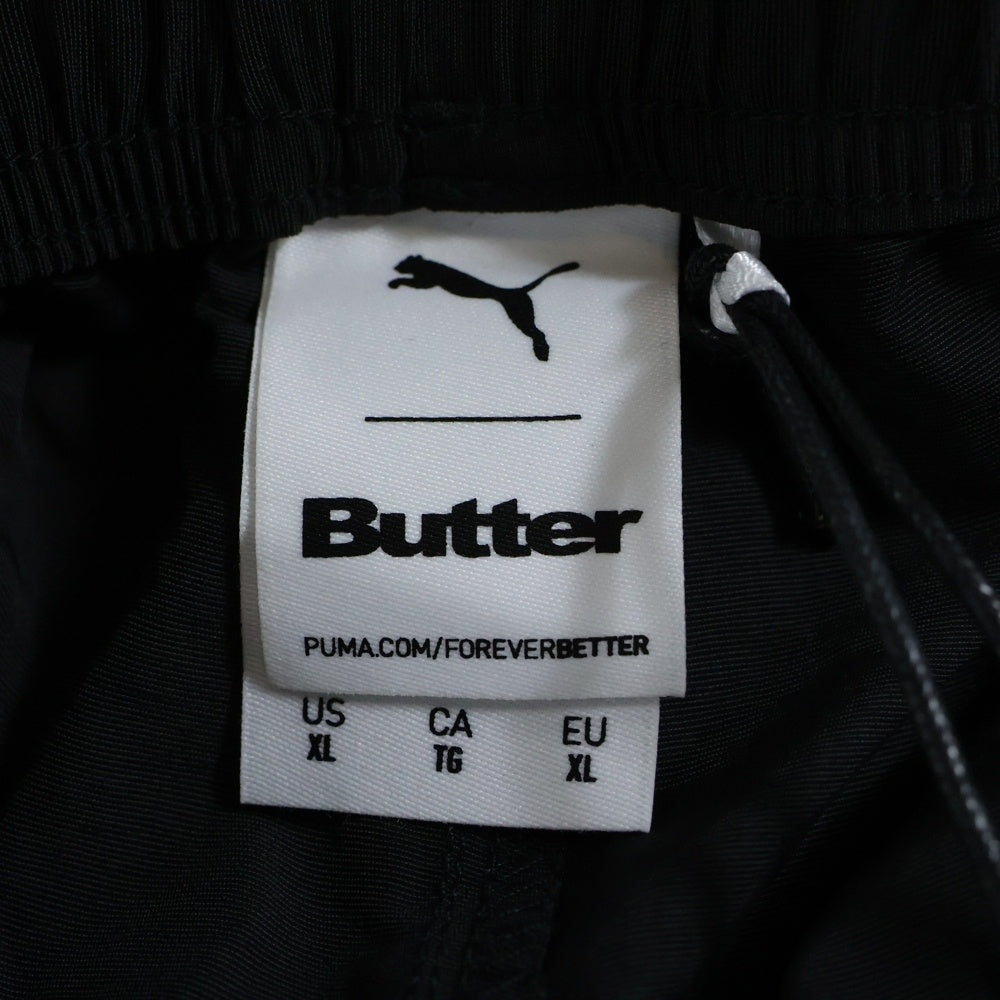 Butter
PUMA.COM/FOREVERBETTER
US CA EU
XL TG XL